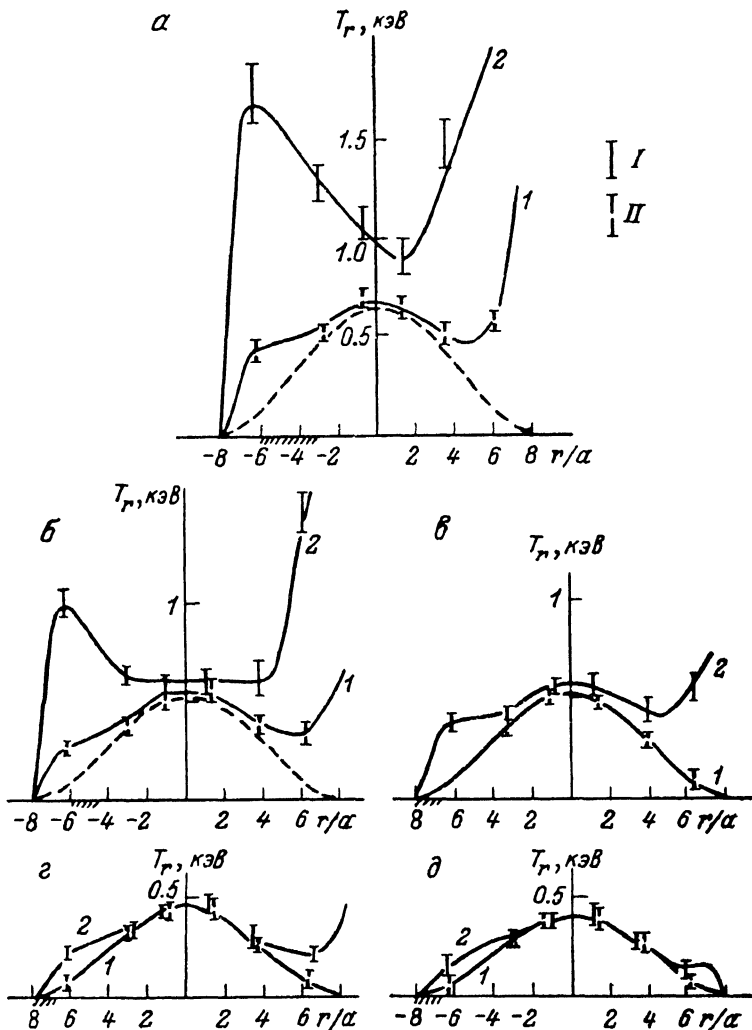 а
T_r, кэВ
2
1.5
I
II
1
1.0
0.5
-8 -6 -4 -2 2 4 6 8 r/a
б
T_r, кэВ
1
2
1
-8 -6 -4 -2 2 4 6 r/a
в
T_r, кэВ
1
2
1
-8 6 4 2 2 4 6 r/a
г
T_r, кэВ
0.5
2
1
8 6 4 2 2 4 6 r/a
д
T_r, кэВ
0.5
2
1
-8 -6 4 2 2 4 6 r/a